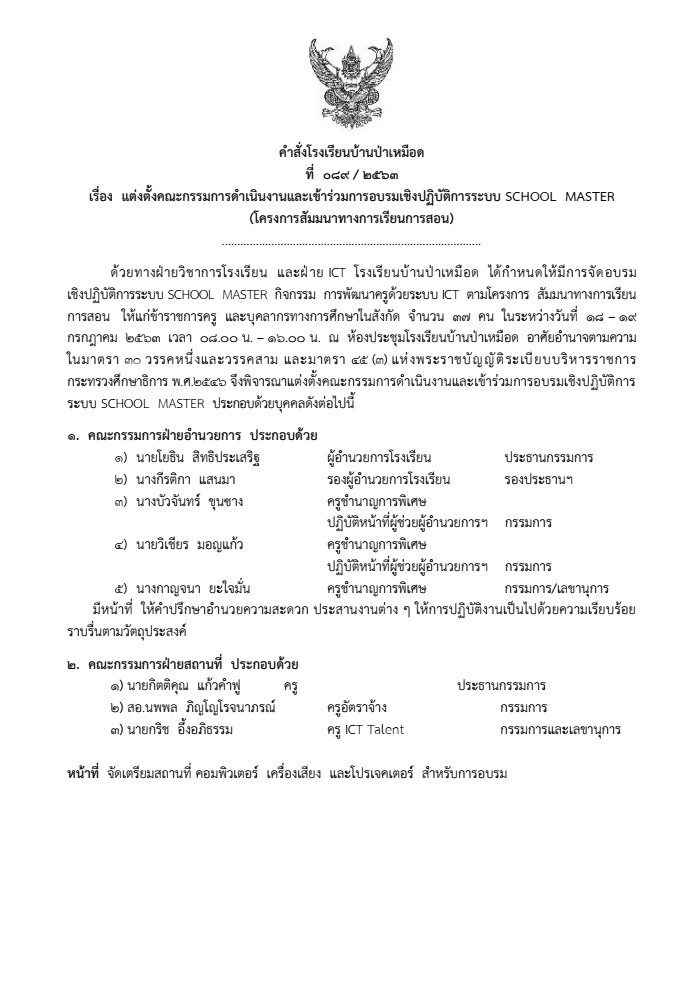 คำสั่งโรงเรียนบ้านป่าเหมือด
ที่ ๐๘๙ / ๒๕๖๓
เรื่อง แต่งตั้งคณะกรรมการดำเนินงานและเข้าร่วมการอบรมเชิงปฏิบัติการระบบ SCHOOL MASTER
(โครงการสัมมนาทางการเรียนการสอน)
....................................................................................
ด้วยทางฝ่ายวิชาการโรงเรียน และฝ่าย ICT โรงเรียนบ้านป่าเหมือด ได้กำหนดให้มีการจัดอบรม
เชิงปฏิบัติการระบบ SCHOOL MASTER กิจกรรม การพัฒนาครูด้วยระบบ ICT ตามโครงการ สัมมนาทางการเรียน
การสอน ให้แก่ข้าราชการครู และบุคลากรทางการศึกษาในสังกัด จำนวน ๓๗ คน ในระหว่างวันที่ ๑๘ – ๑๙
กรกฎาคม ๒๕๖๓ เวลา ๐๘.๐๐ น. – ๑๖.๐๐ น. ณ ห้องประชุมโรงเรียนบ้านป่าเหมือด อาศัยอำนาจตามความ
ในมาตรา ๓๐ วรรคหนึ่งและวรรคสาม และมาตรา ๔๕ (๓) แห่งพระราชบัญญัติระเบียบบริหารราชการ
กระทรวงศึกษาธิการ พ.ศ.๒๕๔๖ จึงพิจารณาแต่งตั้งคณะกรรมการดำเนินงานและเข้าร่วมการอบรมเชิงปฏิบัติการ
ระบบ SCHOOL MASTER ประกอบด้วยบุคคลดังต่อไปนี้
๑. คณะกรรมการฝ่ายอำนวยการ ประกอบด้วย
๑) นายโยธิน สิทธิประเสริฐ ผู้อำนวยการโรงเรียน ประธานกรรมการ
๒) นางกีรติกา แสนมา รองผู้อำนวยการโรงเรียน รองประธานฯ
๓) นางบัวจันทร์ ขุนซาง ครูชำนาญการพิเศษ
ปฏิบัติหน้าที่ผู้ช่วยผู้อำนวยการฯ กรรมการ
๔) นายวิเชียร มอญแก้ว ครูชำนาญการพิเศษ
ปฏิบัติหน้าที่ผู้ช่วยผู้อำนวยการฯ กรรมการ
๕) นางกาญจนา ยะใจมั่น ครูชำนาญการพิเศษ กรรมการ/เลขานุการ
มีหน้าที่ ให้คำปรึกษาอำนวยความสะดวก ประสานงานต่าง ๆ ให้การปฏิบัติงานเป็นไปด้วยความเรียบร้อย
ราบรื่นตามวัตถุประสงค์
๒. คณะกรรมการฝ่ายสถานที่ ประกอบด้วย
๑) นายกิตติคุณ แก้วคำฟู ครู ประธานกรรมการ
๒) สอ.นพพล ภิญโญโรจนาภรณ์ ครูอัตราจ้าง กรรมการ
๓) นายกริช อึ้งอภิธรรม ครู ICT Talent กรรมการและเลขานุการ
หน้าที่ จัดเตรียมสถานที่ คอมพิวเตอร์ เครื่องเสียง และโปรเจคเตอร์ สำหรับการอบรม